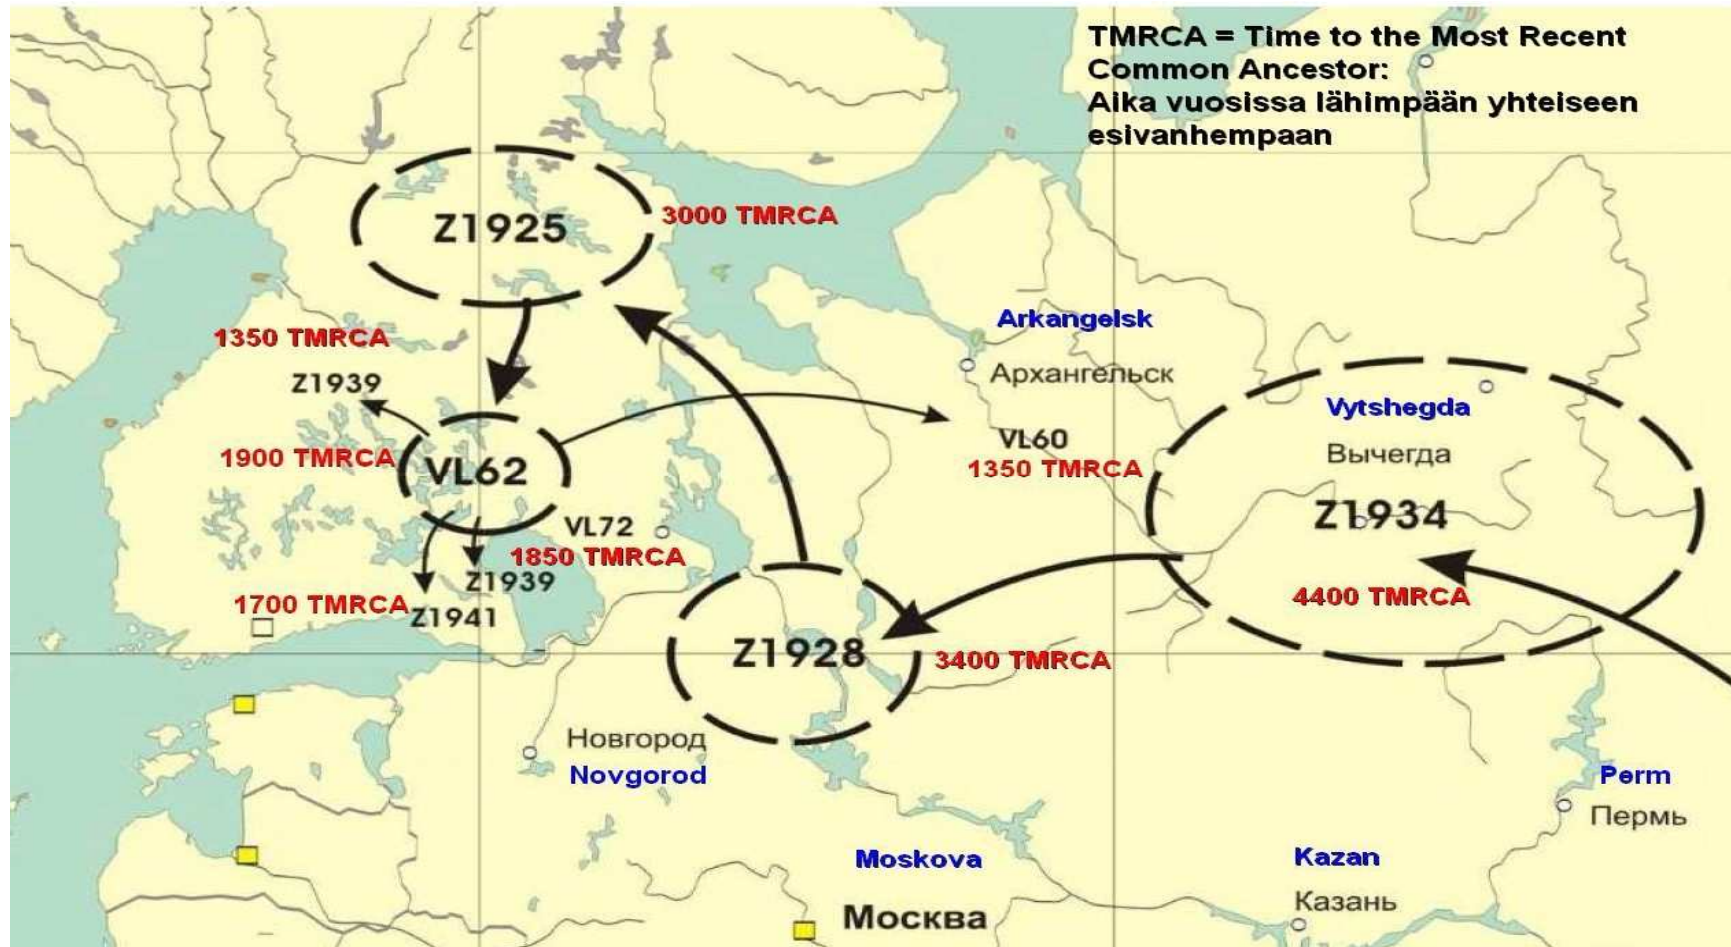 TMRCA = Time to the Most Recent
Common Ancestor:
Aika vuosissa lähimpään yhteiseen
esivanhempaan
Z1925
3000 TMRCA
1350 TMRCA
Z1939
Arkangelsk
Архангельск
Vytshegda
Вычегда
VL60
1350 TMRCA
1900 TMRCA
VL62
Z1934
VL72
1850 TMRCA
Z1939
4400 TMRCA
1700 TMRCA
Z1941
Z1928
3400 TMRCA
Новгород
Novgorod
Perm
Пермь
Moskova
Москва
Kazan
Казань